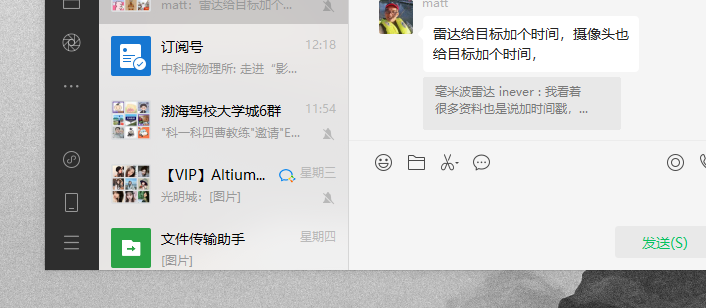 matt：雷达给目标加个...
订阅号
12:18
中科院物理所: 走进“影...
渤海驾校大学城6群
11:54
"科一科四曹教练"邀请"E...
【VIP】Altium...
星期三
光明城：[图片]
文件传输助手
星期四
[图片]
matt
雷达给目标加个时间，摄像头也
给目标加个时间，
毫米波雷达 inever : 我看着
很多资料也是说加时间戳，...
发送(S)